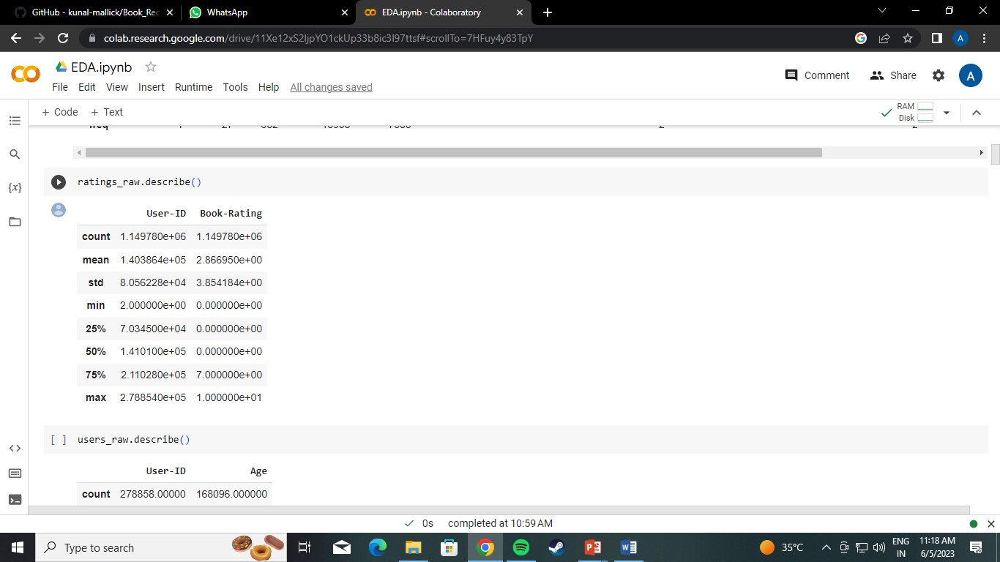 GitHub - kunal-mallick/Book_Rec
WhatsApp
EDA.ipynb - Colaboratory
colab.research.google.com/drive/11Xe12xS2IjpYO1ckUp33b8ic3I97ttsf#scrollTo=7HFuy4y83TpY
A
EDA.ipynb
Comment
Share
A
File Edit View Insert Runtime Tools Help All changes saved
+ Code + Text
RAM
Disk
{x}
ratings_raw.describe()
User-ID Book-Rating
count 1.149780e+06 1.149780e+06
mean 1.403864e+05 2.866950e+00
std 8.056228e+04 3.854184e+00
min 2.000000e+00 0.000000e+00
25% 7.034500e+04 0.000000e+00
50% 1.410100e+05 0.000000e+00
75% 2.110280e+05 7.000000e+00
max 2.788540e+05 1.000000e+01
[ ] users_raw.describe()
User-ID Age
count 278858.00000 168096.000000
0s completed at 10:59 AM
Type to search
35°C
ENG
IN
11:18 AM
6/5/2023